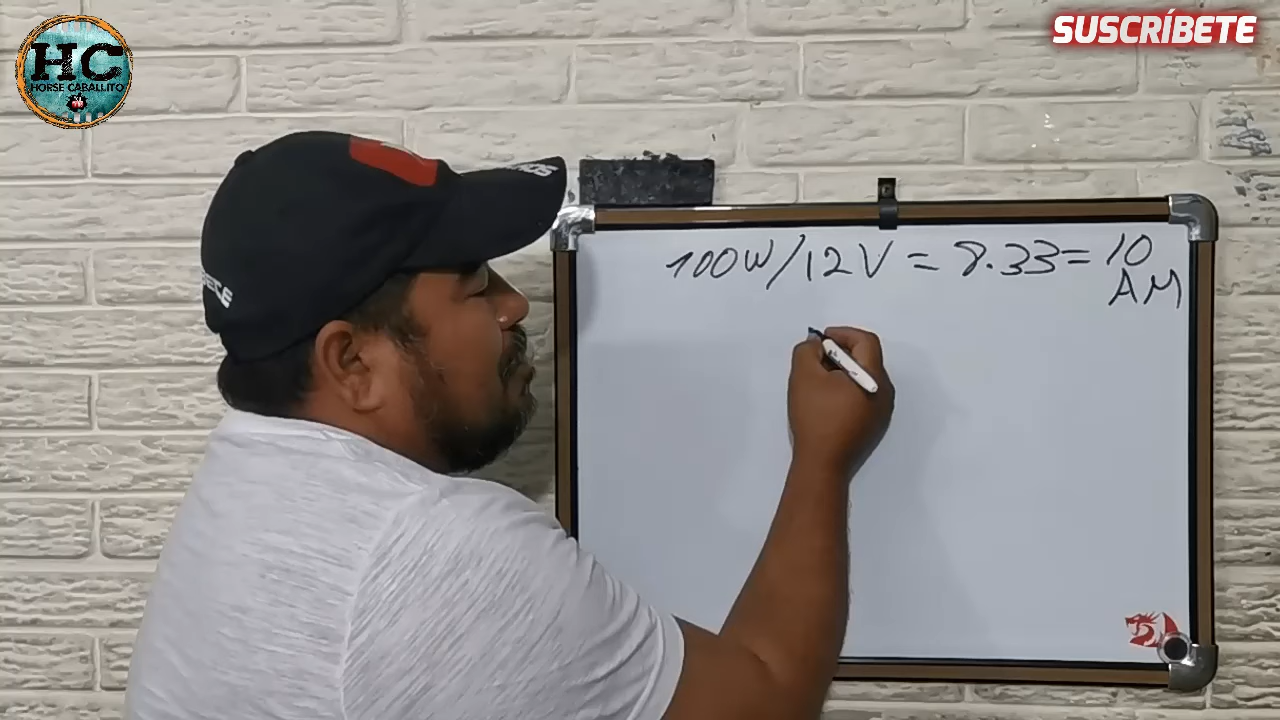 HC
HORSE CABALLITO
SUSCRÍBETE
100W/12V = 8.33 = 10
AM